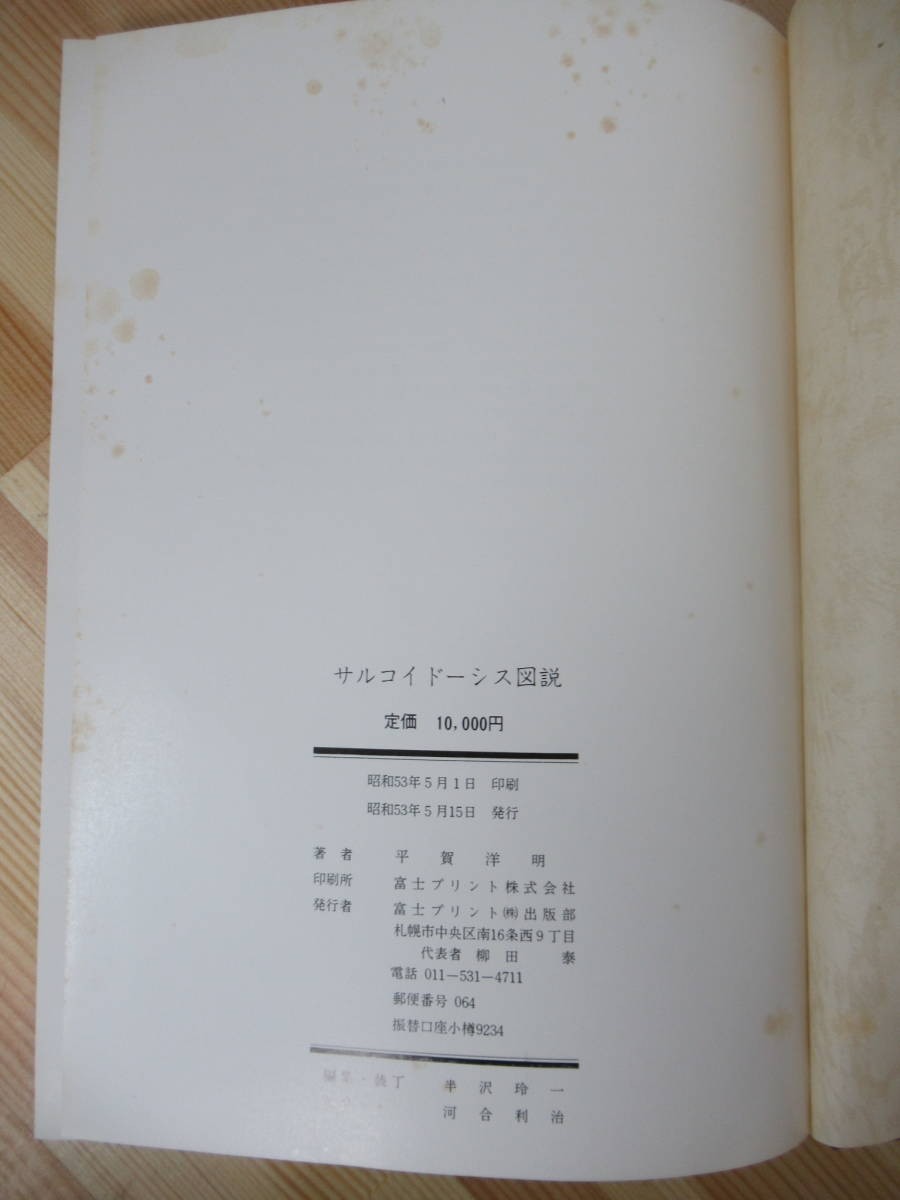 サルコイドーシス図説
定価 10,000円
昭和53年5月1日 印刷
昭和53年5月15日 発行
著者 平賀洋明
印刷所 富士プリント株式会社
発行者 富士プリント㈱出版部
札幌市中央区南16条西9丁目
代表者 柳田 泰
電話 011―531―4711
郵便番号 064
振替口座小樽9234
編集・装丁 半沢玲一
河合利治